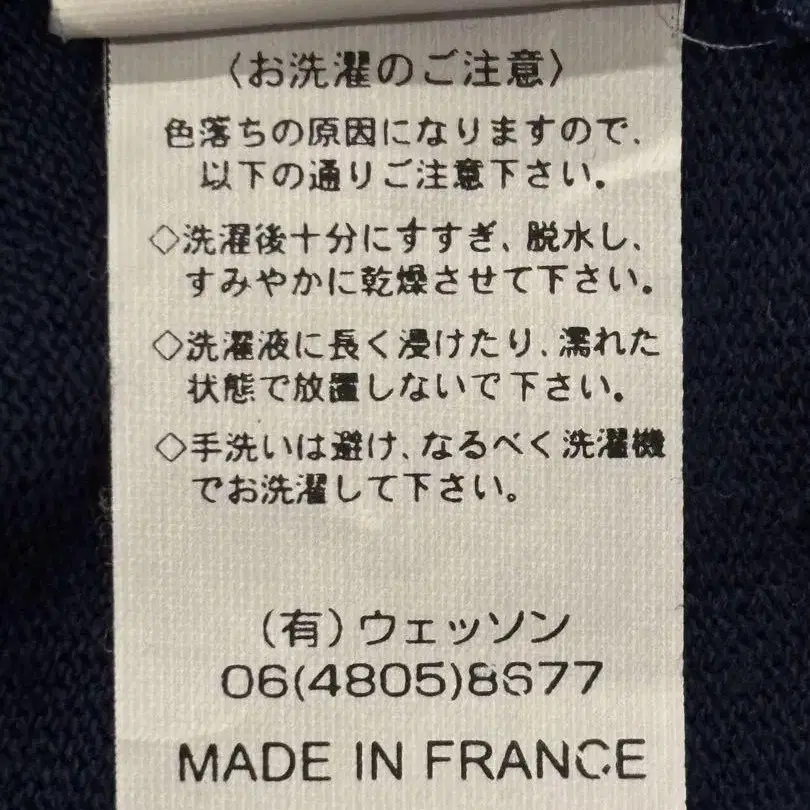 〈お洗濯のご注意〉
色落ちの原因になりますので、
以下の通りご注意下さい。
◇洗濯後十分にすすぎ、脱水し、
すみやかに乾燥させて下さい。
◇洗濯液に長く浸けたり、濡れた
状態で放置しないで下さい。
◇手洗いは避け、なるべく洗濯機
でお洗濯して下さい。
(有)ウェッソン
06(4805)8677
MADE IN FRANCE